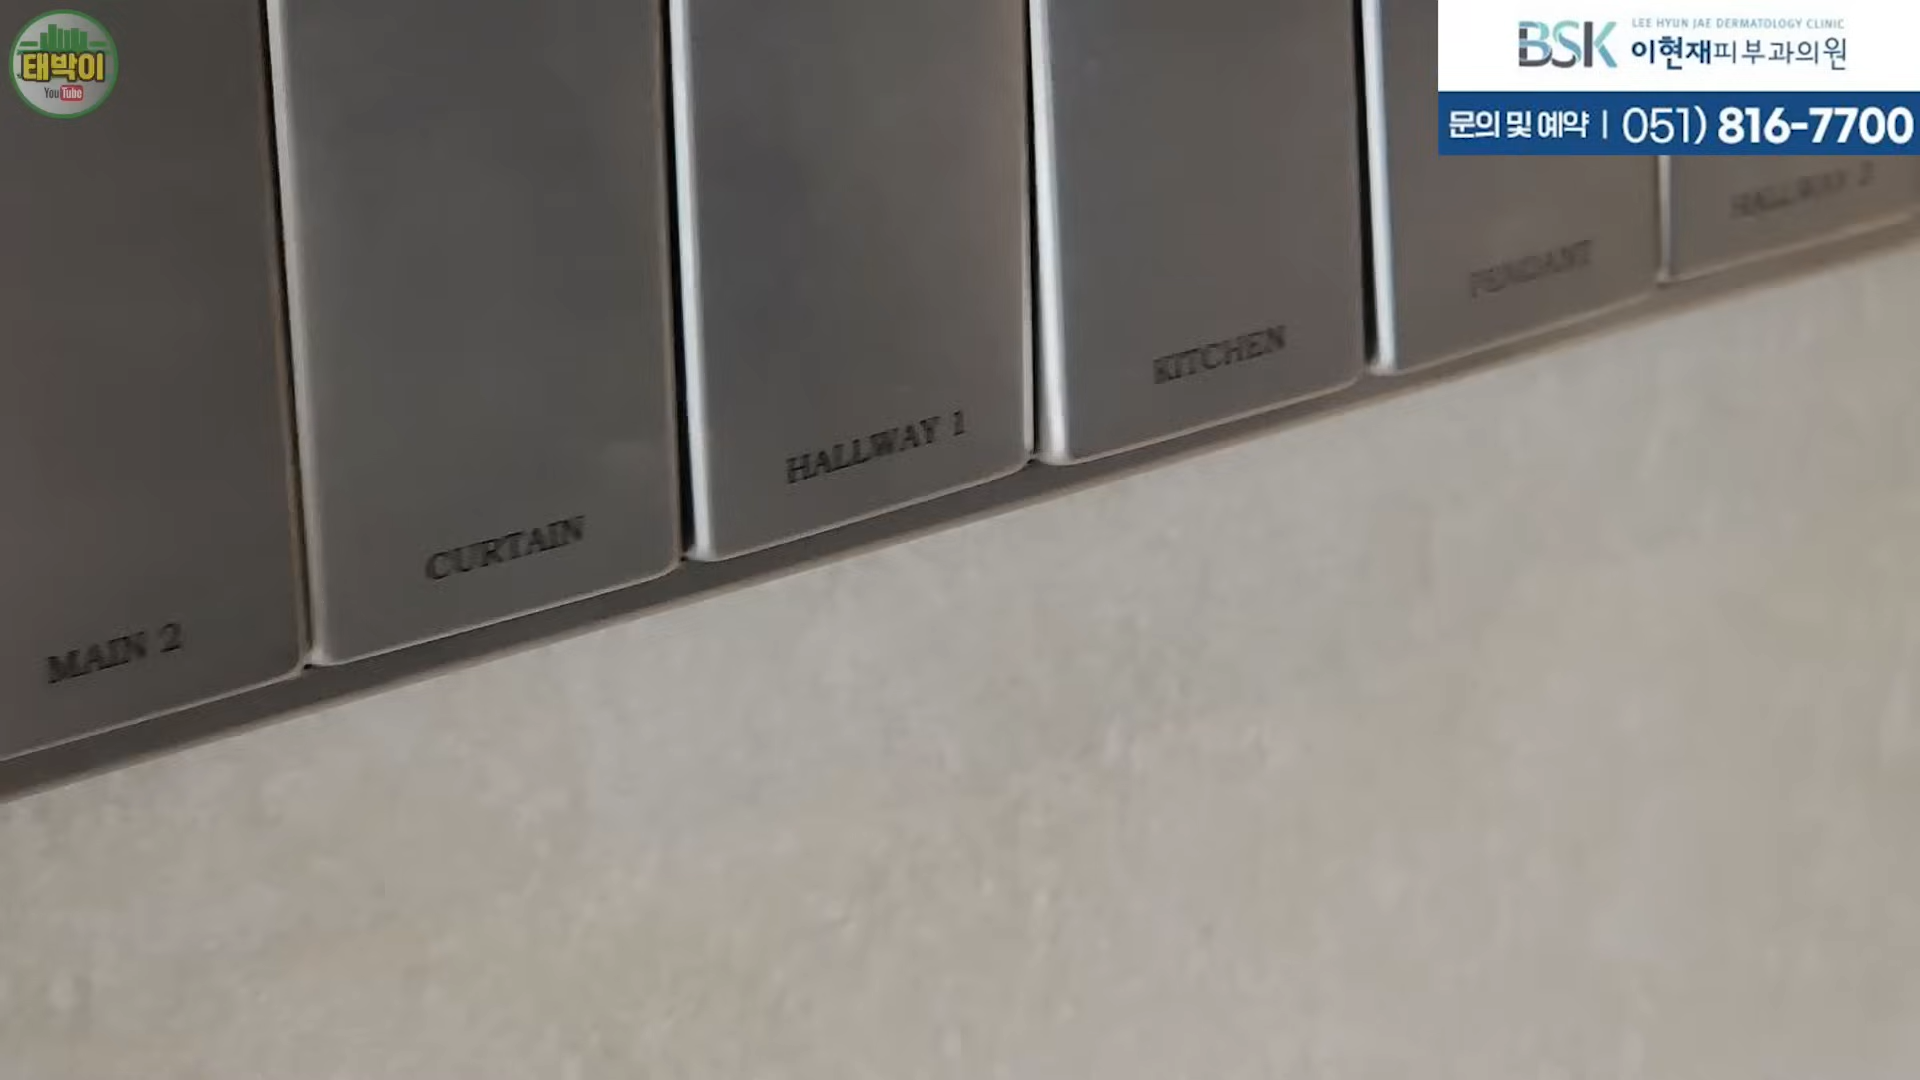 태박이
YouTube
BSK
LEE HYUN JAE DERMATOLOGY CLINIC
이현재피부과의원
문의 및 예약 | 051) 816-7700
MAIN 2
CURTAIN
HALLWAY 1
KITCHEN
PENDANT
HALLWAY 2